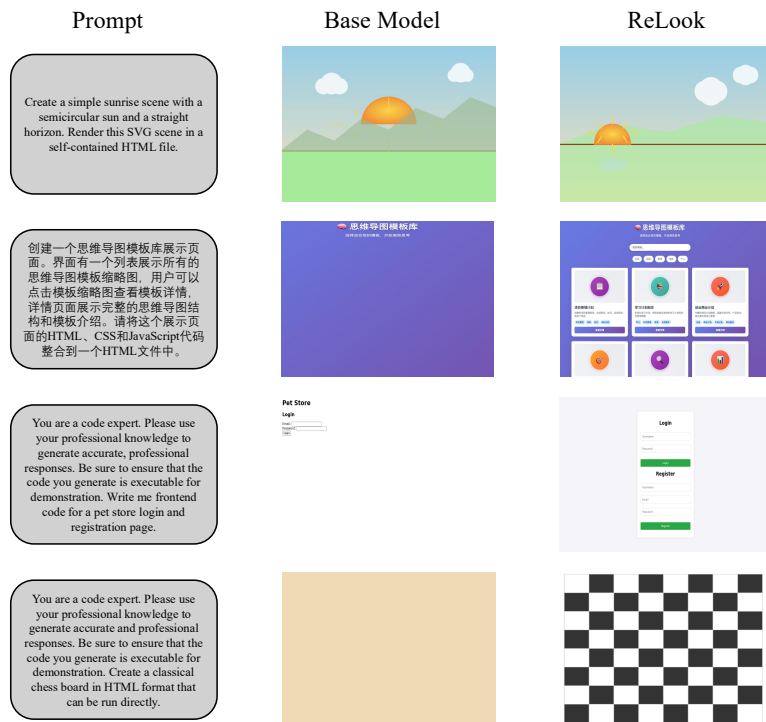 Prompt
Base Model
ReLook
Create a simple sunrise scene with a
semicircular sun and a straight
horizon. Render this SVG scene in a
self-contained HTML file.
创建一个思维导图模板库展示页
面。界面有一个列表展示所有的
思维导图模板缩略图，用户可以
点击模板缩略图查看模板详情，
详情页面展示完整的思维导图结
构和模板介绍。请将这个展示页
面的HTML、CSS和JavaScript代码
整合到一个HTML文件中。
思维导图模板库
思维导图模板库
You are a code expert. Please use
your professional knowledge to
generate accurate, professional
responses. Be sure to ensure that the
code you generate is executable for
demonstration. Write me frontend
code for a pet store login and
registration page.
Pet Store
Login
Email
Password
Login
Username
Password
Login
Register
Username
Email
Password
Register
You are a code expert. Please use
your professional knowledge to
generate accurate and professional
responses. Be sure to ensure that the
code you generate is executable for
demonstration. Create a classical
chess board in HTML format that
can be run directly.